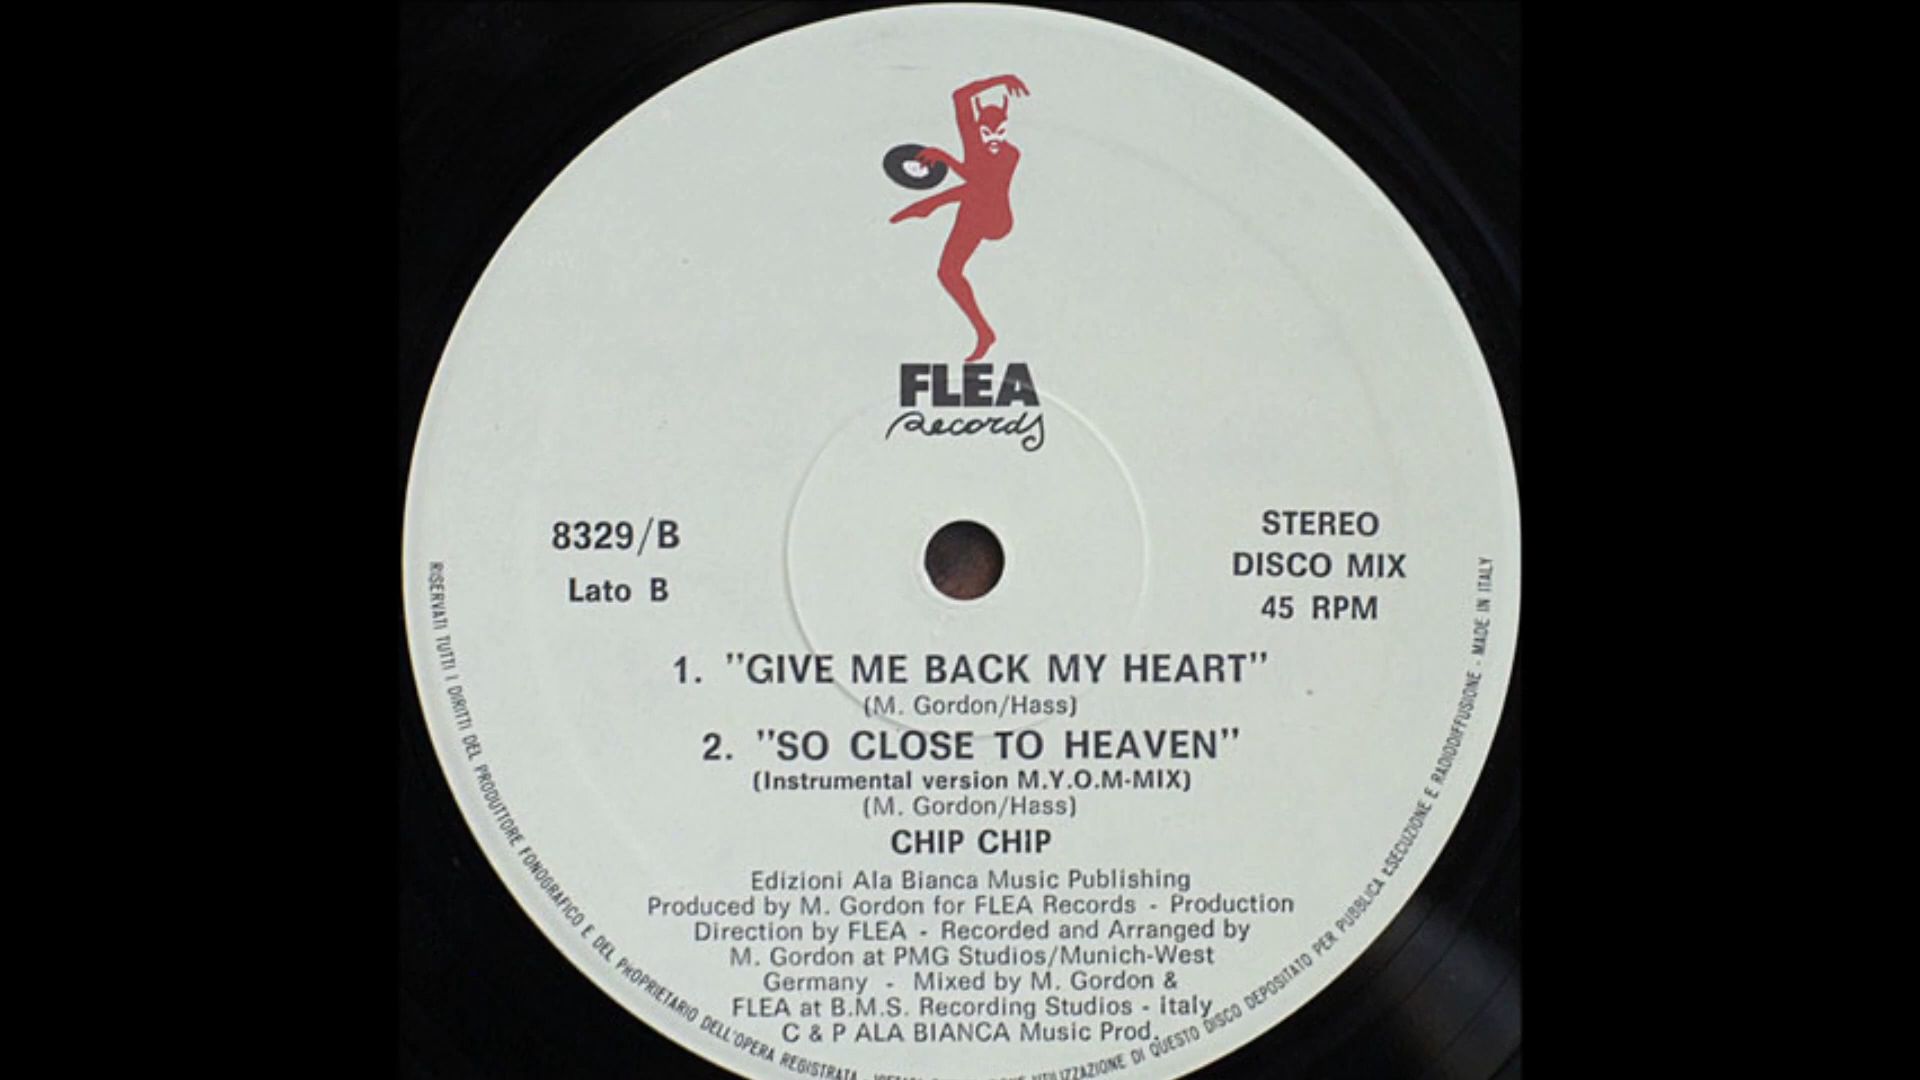 FLEA
Records
8329/B
Lato B
STEREO
DISCO MIX
45 RPM
1. "GIVE ME BACK MY HEART"
(M. Gordon/Hass)
2. "SO CLOSE TO HEAVEN"
(Instrumental version M.Y.O.M-MIX)
(M. Gordon/Hass)
CHIP CHIP
Edizioni Ala Bianca Music Publishing
Produced by M. Gordon for FLEA Records - Production
Direction by FLEA - Recorded and Arranged by
M. Gordon at PMG Studios/Munich-West
Germany - Mixed by M. Gordon &
FLEA at B.M.S. Recording Studios - italy
C & P ALA BIANCA Music Prod.
RISERVATI TUTTI I DIRITTI DEL PRODUTTORE FONOGRAFICO E DEL PROPRIETARIO DELL'OPERA REGISTRATA UTILIZZAZIONE DI QUESTO DISCO DEPOSITATO PER PUBBLICA ESECUZIONE E RADIODIFFUSIONE - MADE IN ITALY